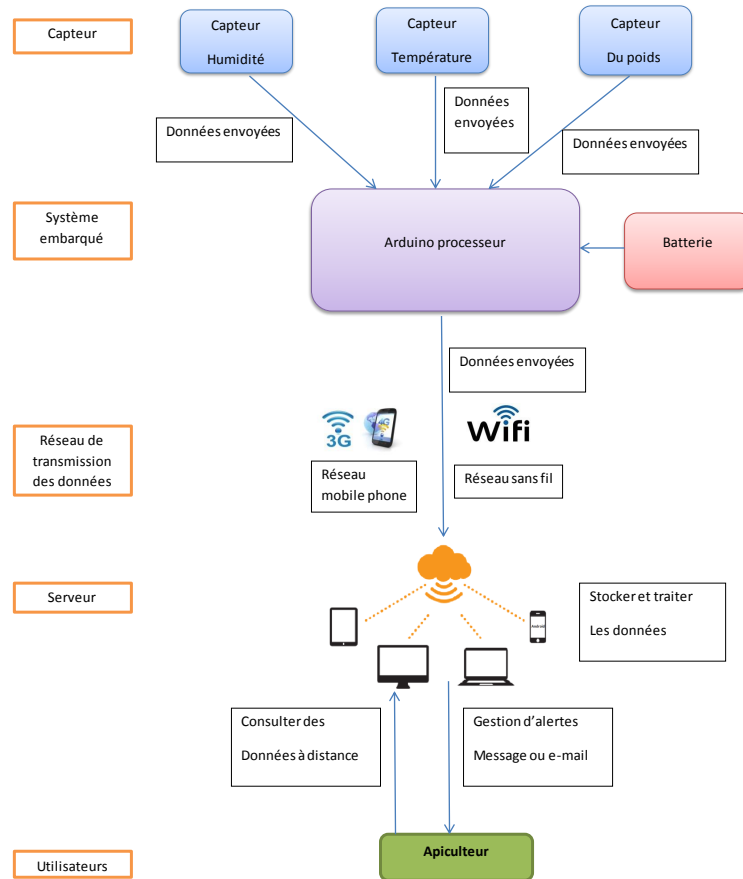 Capteur
Capteur
Humidité
Capteur
Température
Capteur
Du poids
Données envoyées
Données
envoyées
Données envoyées
Système
embarqué
Arduino processeur
Batterie
Données envoyées
Réseau de
transmission
des données
3G
Wifi
Réseau
mobile phone
Réseau sans fil
Serveur
Android
Stocker et traiter
Les données
Consulter des
Données à distance
Gestion d'alertes
Message ou e-mail
Utilisateurs
Apiculteur